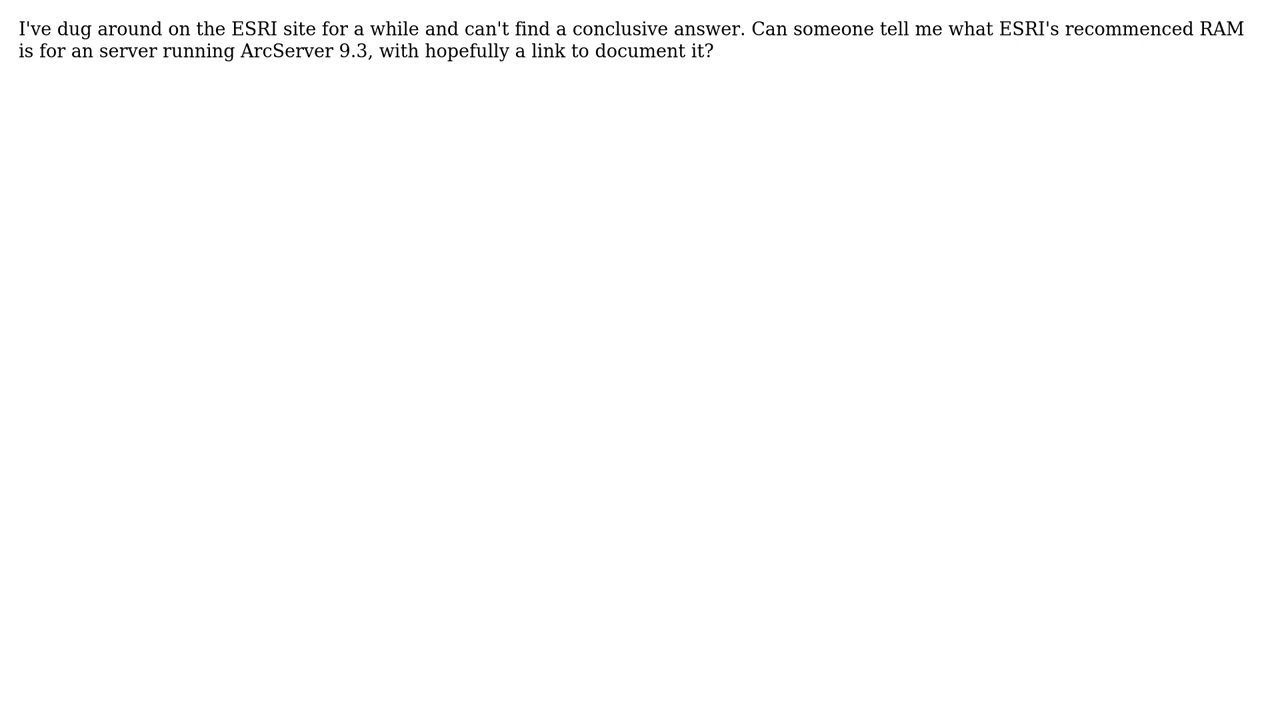 I've dug around on the ESRI site for a while and can't find a conclusive answer. Can someone tell me what ESRI's recommenced RAM
is for an server running ArcServer 9.3, with hopefully a link to document it?